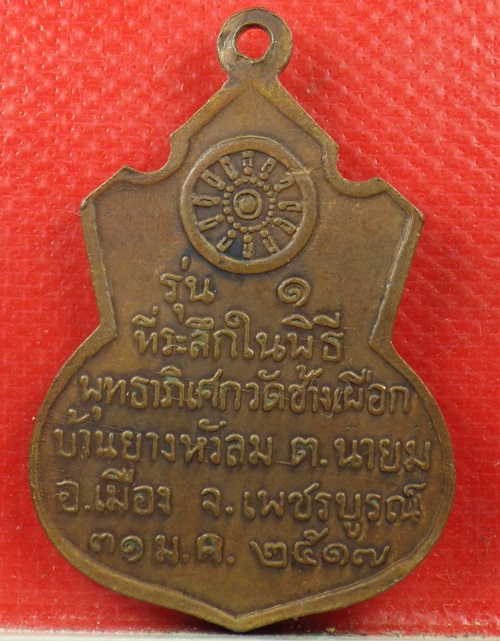 รุ่น ๑
ที่ระลึกในพิธี
พุทธาภิเศกวัดช้างเผือก
บ้านยางหัวลม ต.นายม
อ.เมือง จ.เพชรบูรณ์
๓๑ ม.ค. ๒๕๑๗